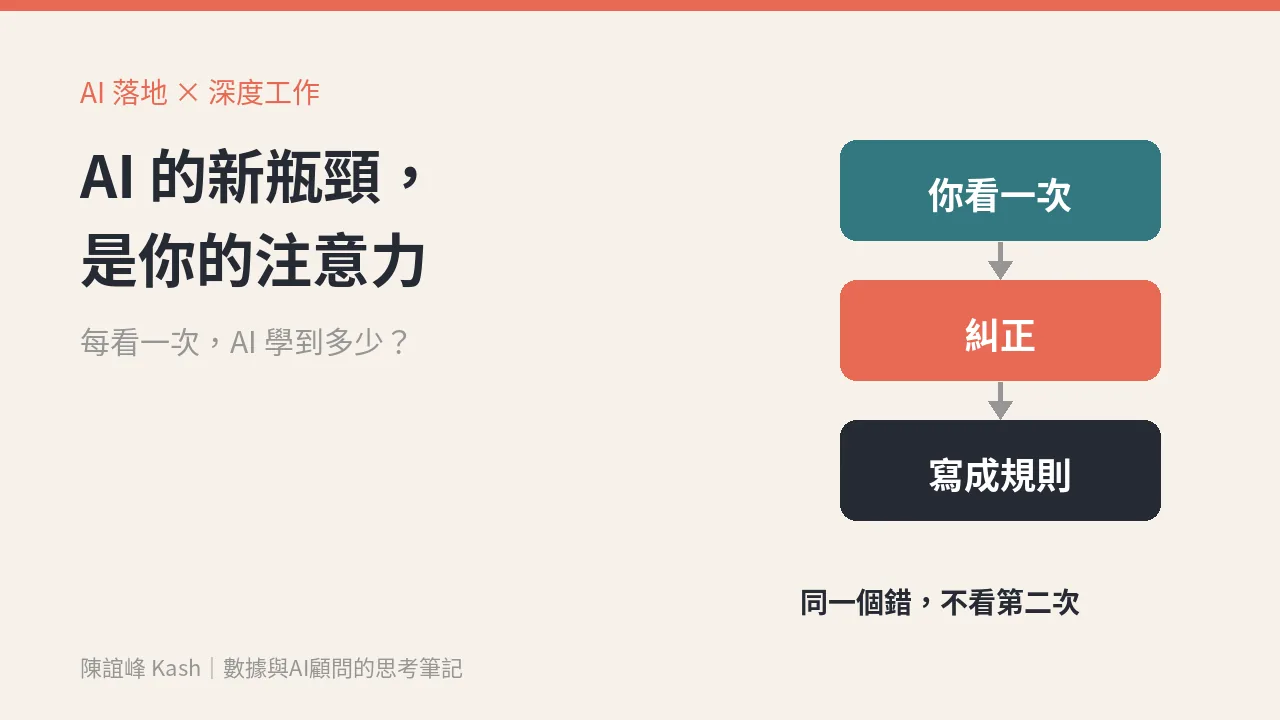 AI 落地 × 深度工作
AI 的新瓶頸，
是你的注意力
每看一次，AI 學到多少？
你看一次
糾正
寫成規則
同一個錯，不看第二次
陳誼峰 Kash｜數據與AI顧問的思考筆記